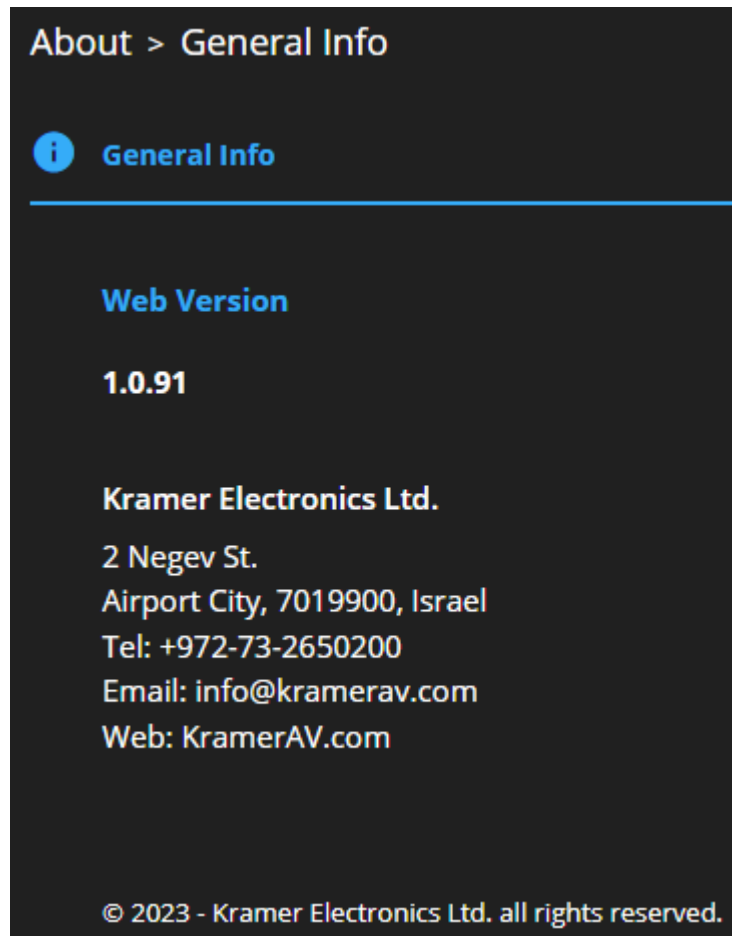 About > General Info
General Info
Web Version
1.0.91
Kramer Electronics Ltd.
2 Negev St.
Airport City, 7019900, Israel
Tel: +972-73-2650200
Email: info@kramerav.com
Web: KramerAV.com
© 2023 - Kramer Electronics Ltd. all rights reserved.